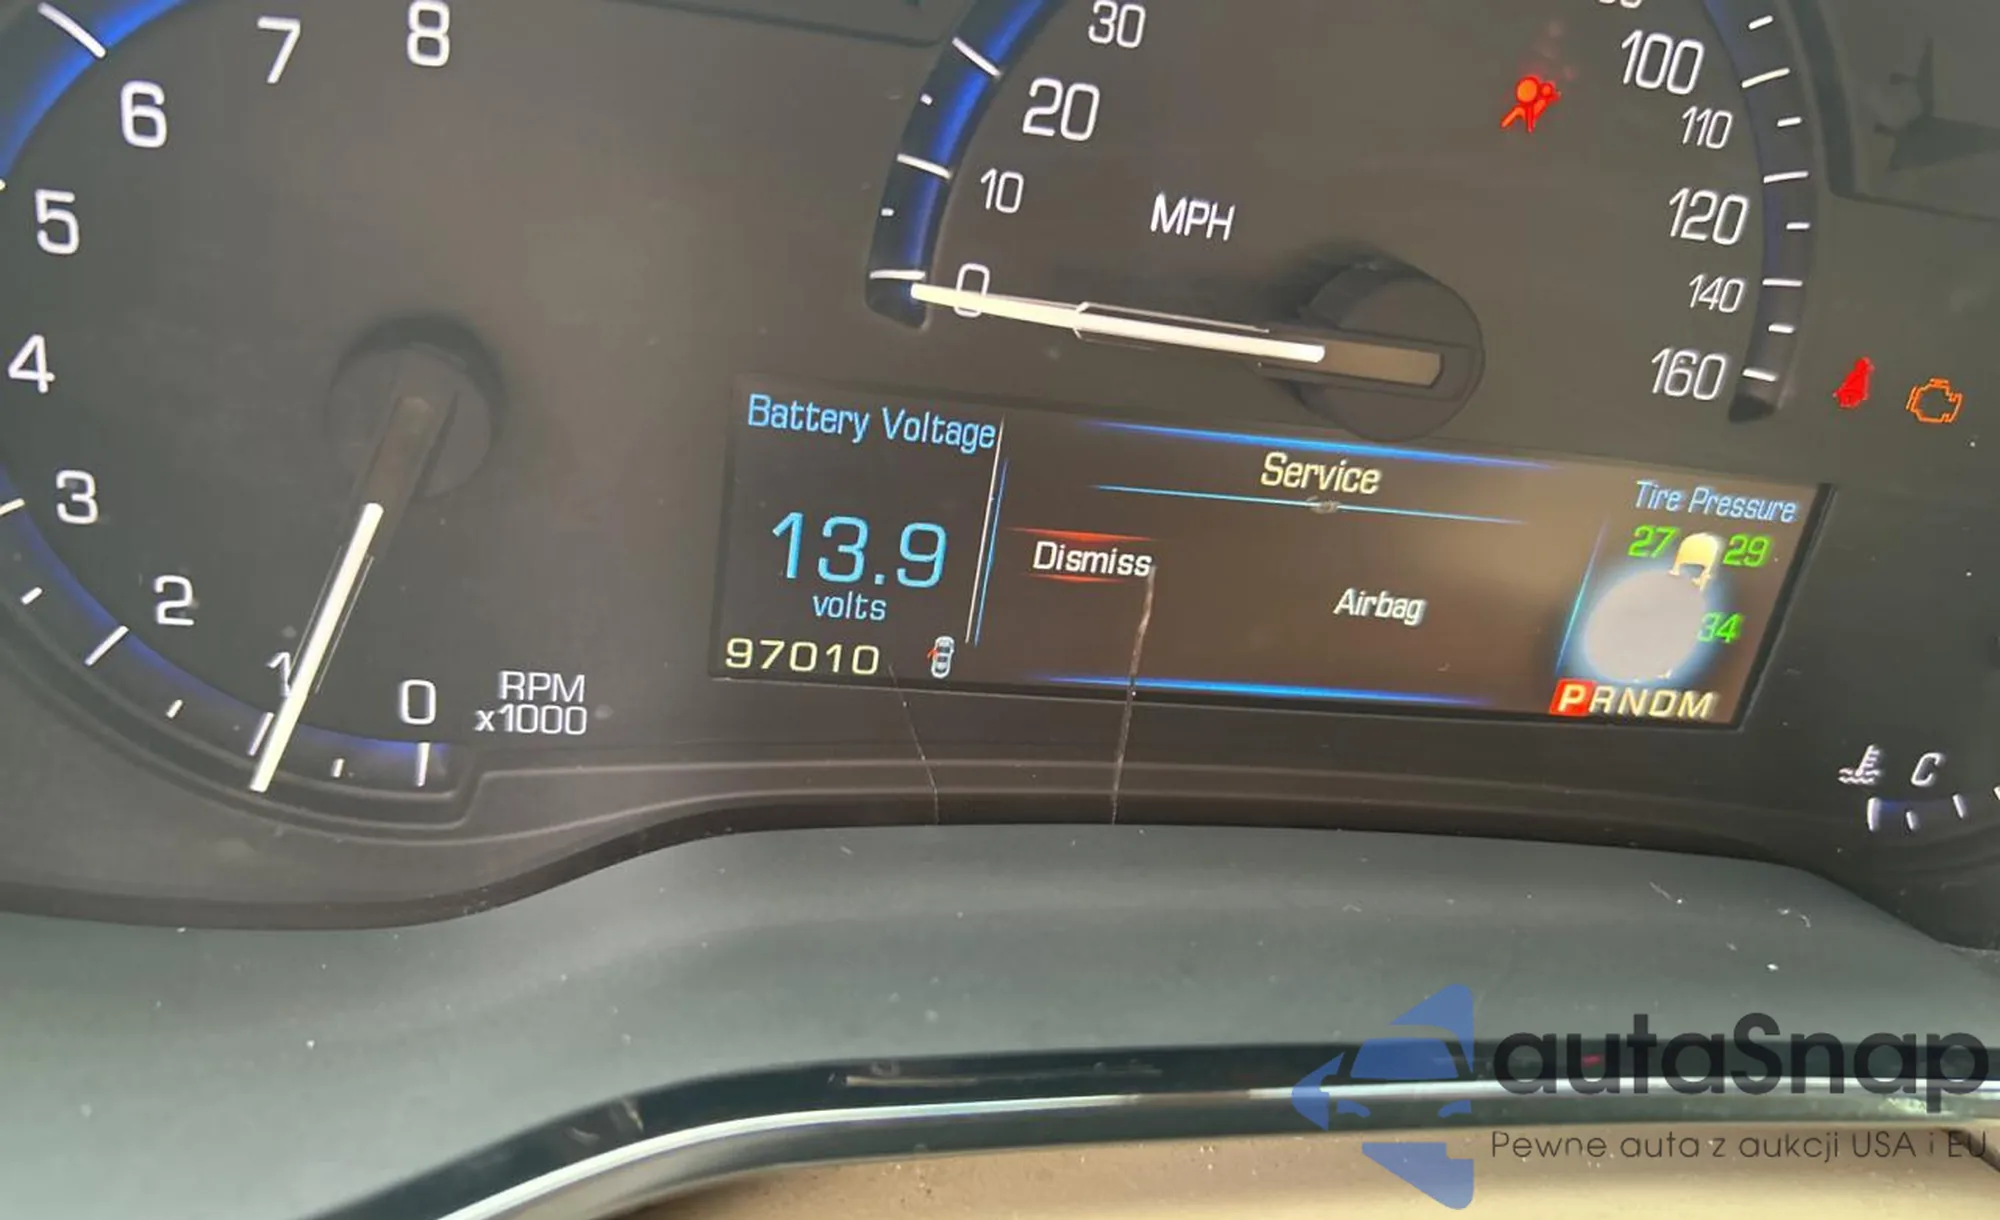 8
7
6
5
4
3
2
1
0
RPM
x1000
30
20
10
0
MPH
100
110
120
140
160
Battery Voltage
13.9
volts
97010
Service
Dismiss
Airbag
Tire Pressure
27 29
34
PRNDM
C
autaSnap
Pewne auta z aukcji USA i EU